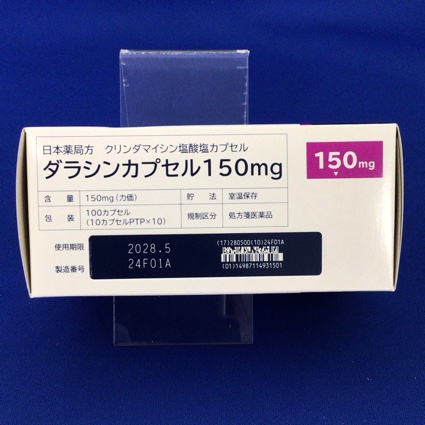 日本薬局方 クリンダマイシン塩酸塩カプセル
ダラシンカプセル150mg
150mg
含量 150mg(力価) 貯法 室温保存
包装 100カプセル (10カプセルPTP×10) 規制区分 処方箋医薬品
使用期限 2028.5
製造番号 24F01A
(17)280500(10)24F01A
(01)14987114931501